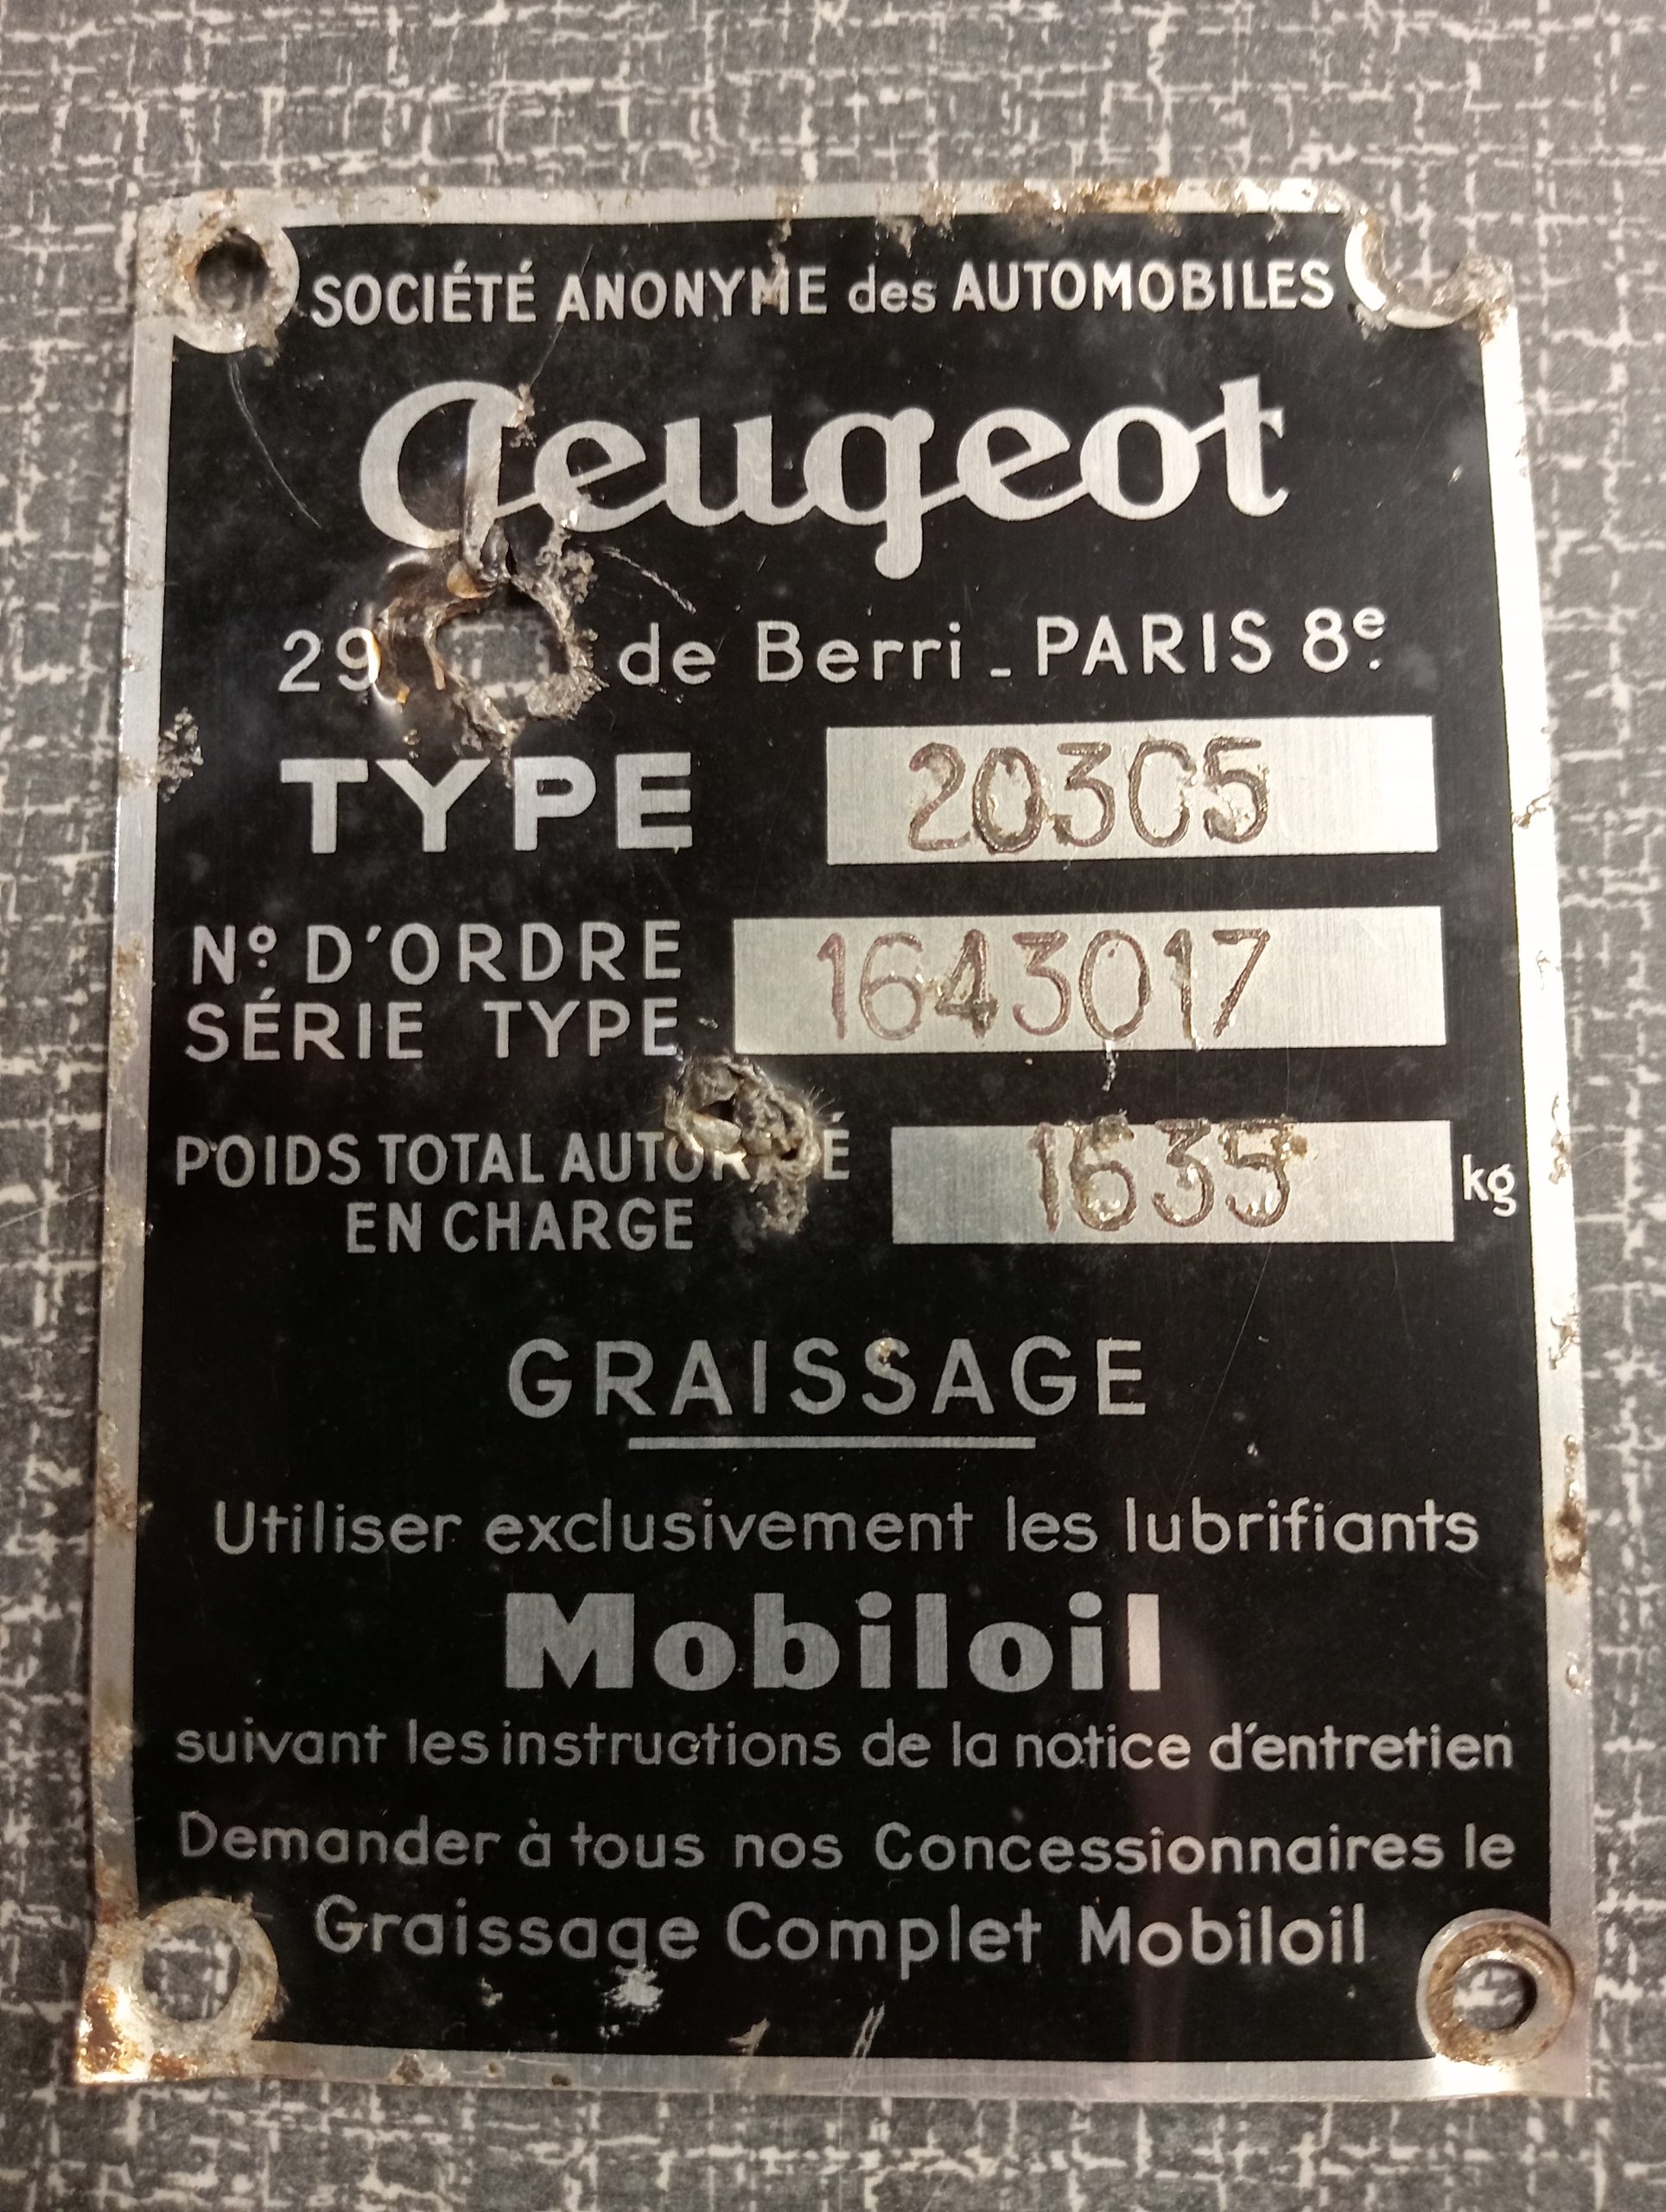 SOCIÉTÉ ANONYME des AUTOMOBILES
Peugeot
29 de Berri - PARIS 8e.
TYPE 203C5
No D'ORDRE
SÉRIE TYPE 1643017
POIDS TOTAL AUTORISÉ
EN CHARGE 1635 kg
GRAISSAGE
Utiliser exclusivement les lubrifiants
Mobiloil
suivant les instructions de la notice d'entretien
Demander à tous nos Concessionnaires le
Graissage Complet Mobiloil